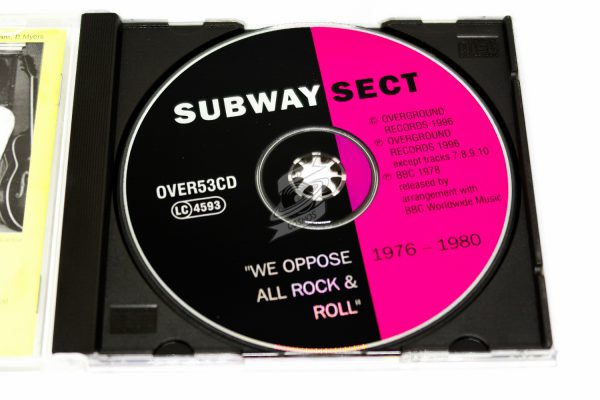 P Myers
SUBWAY SECT
© OVERGROUND
RECORDS 1996
℗ OVERGROUND
RECORDS 1996
except tracks 7.8.9.10
℗ BBC 1978
released by
arrangement with
BBC Worldwide Music
OVER53CD
LC 4593
1976 - 1980
"WE OPPOSE
ALL ROCK &
ROLL"